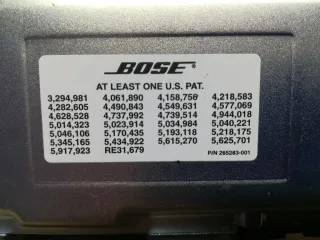 BOSE
AT LEAST ONE U.S. PAT.
3,294,981 4,061,890 4,158,756 4,218,583
4,282,605 4,490,843 4,549,631 4,577,069
4,628,528 4,737,992 4,739,514 4,944,018
5,014,323 5,023,914 5,034,984 5,040,221
5,046,106 5,170,435 5,193,118 5,218,175
5,345,165 5,434,922 5,615,270 5,625,701
5,917,923 RE31,679 P/N 265283-001